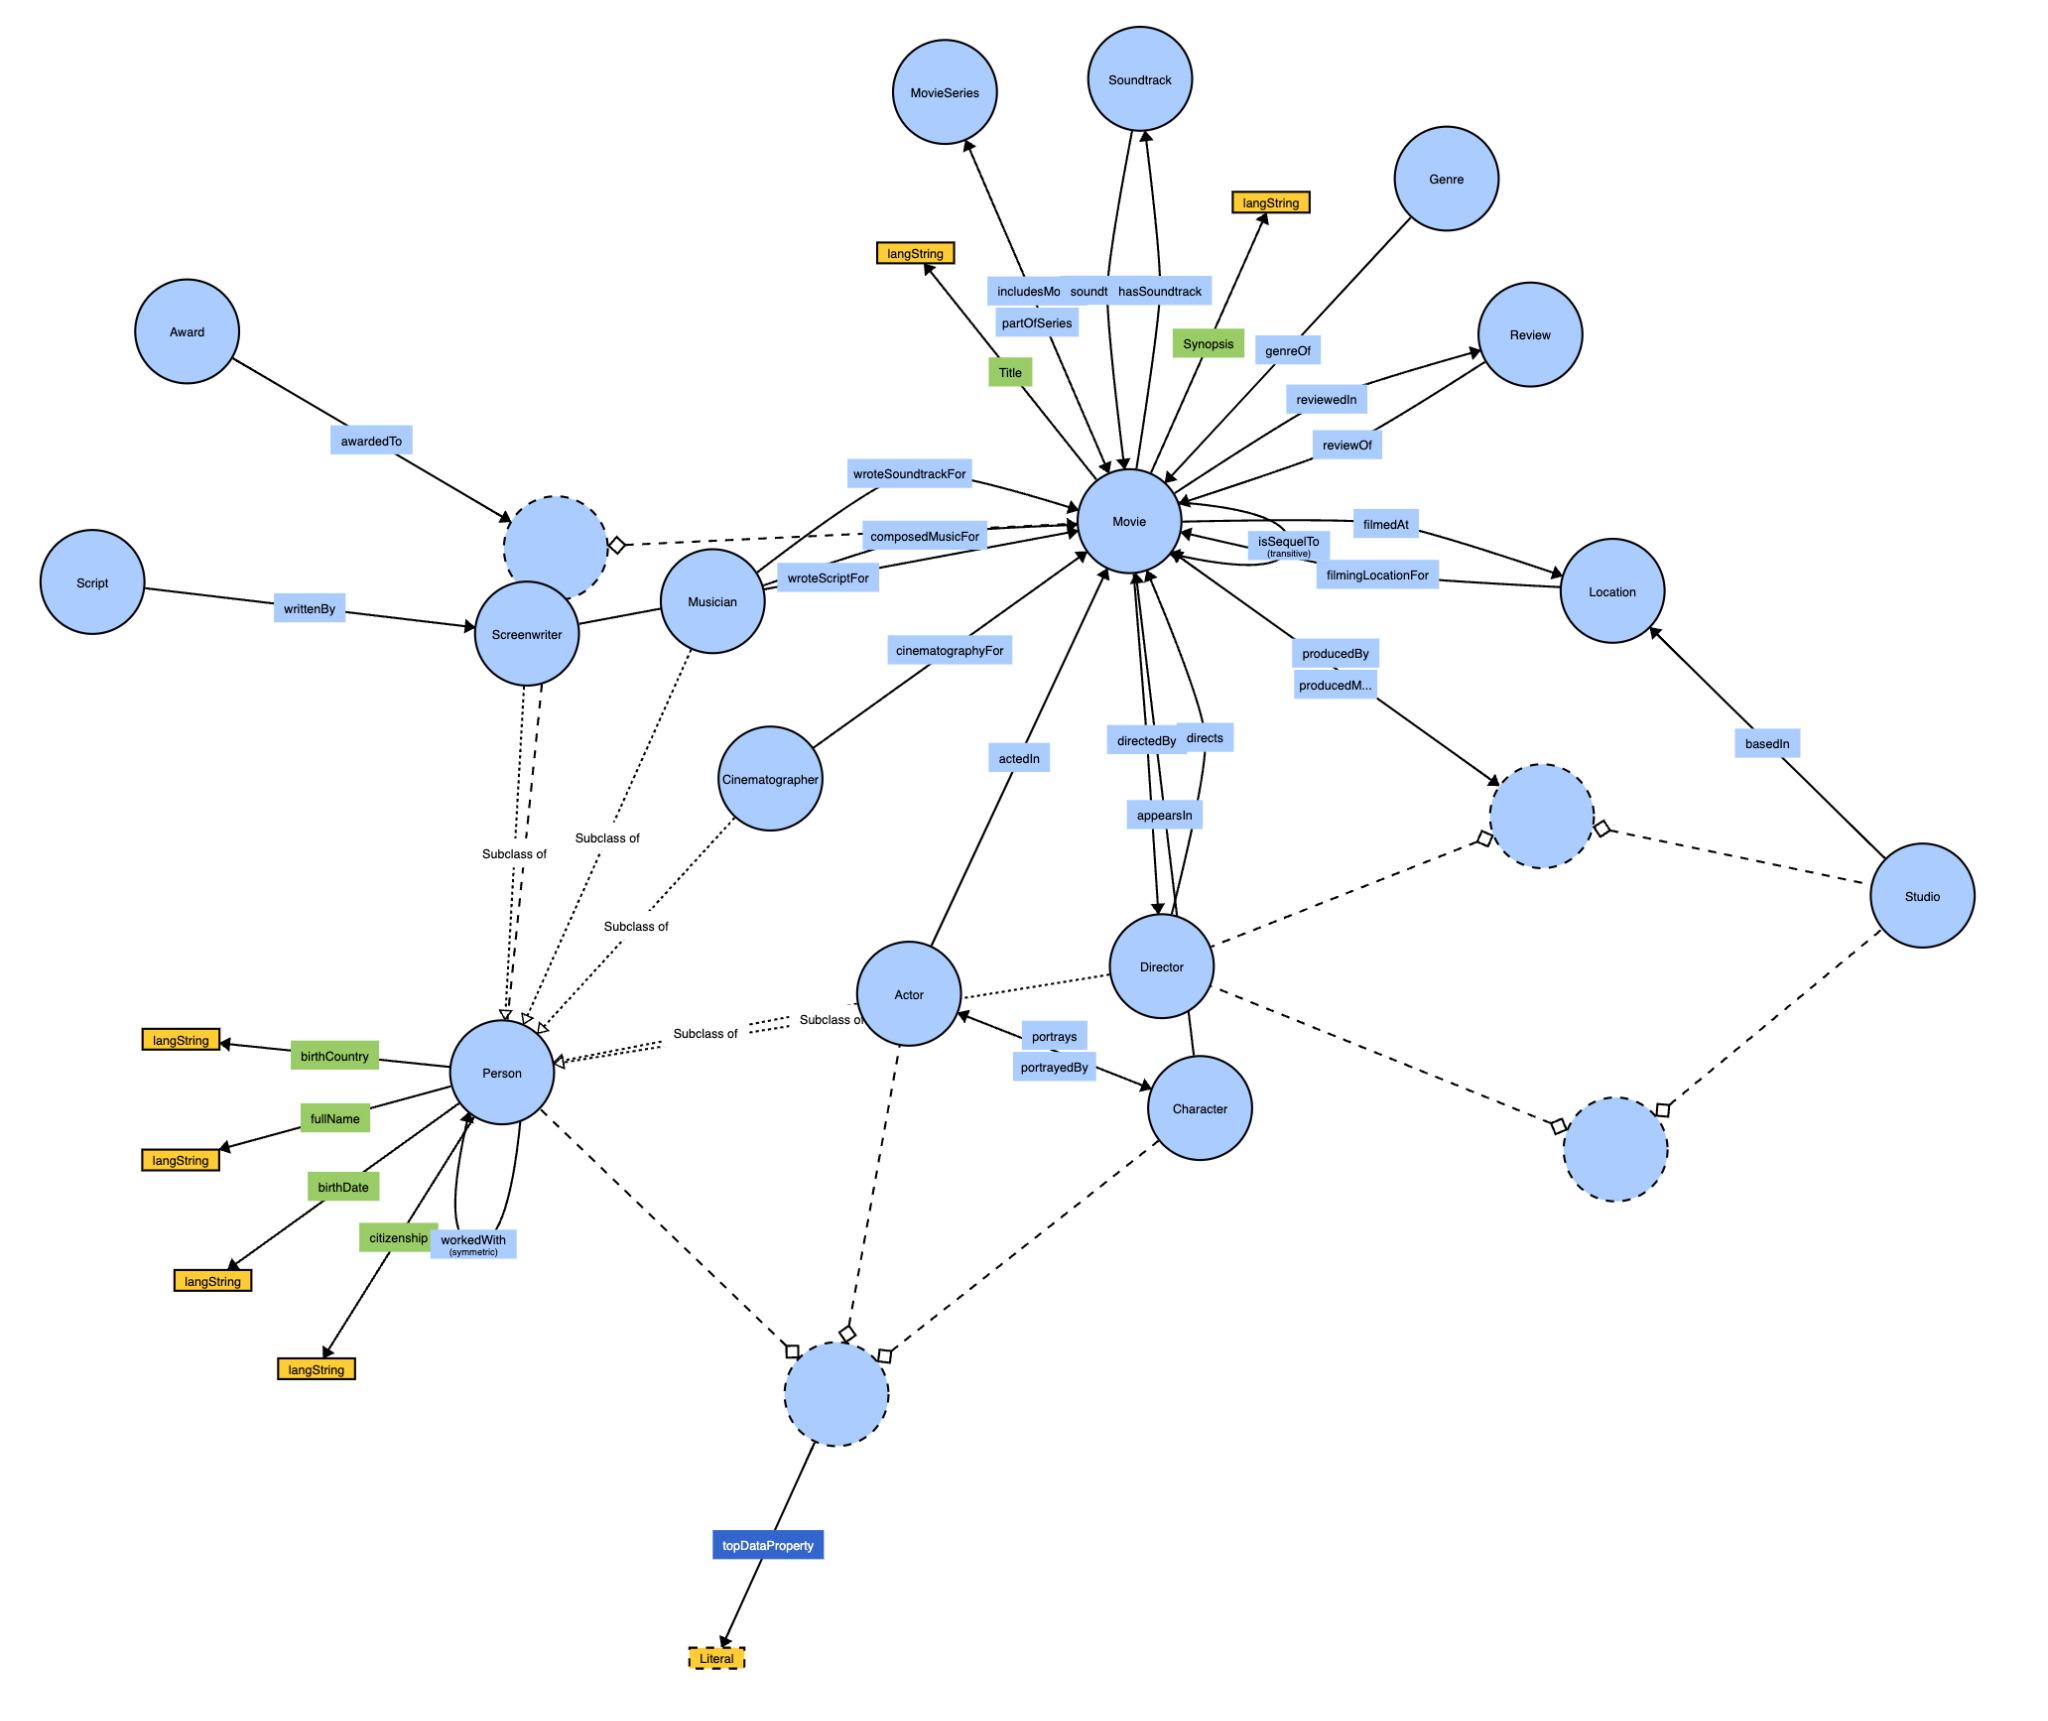 Soundtrack
MovieSeries
Genre
langString
langString
includesMo
soundt
hasSoundtrack
partOfSeries
Award
Review
Synopsis
genreOf
Title
reviewedIn
awardedTo
reviewOf
wroteSoundtrackFor
Movie
filmedAt
composedMusicFor
isSequelTo
(transitive)
wroteScriptFor
filmingLocationFor
Script
Location
Musician
writtenBy
Screenwriter
cinematographyFor
producedBy
producedM...
directedBy
directs
basedIn
actedIn
Cinematographer
appearsIn
Subclass of
Subclass of
Studio
Subclass of
Director
Actor
Subclass of
Subclass of
portrays
langString
birthCountry
portrayedBy
Person
Character
fullName
langString
birthDate
citizenship
workedWith
(symmetric)
langString
langString
topDataProperty
Literal